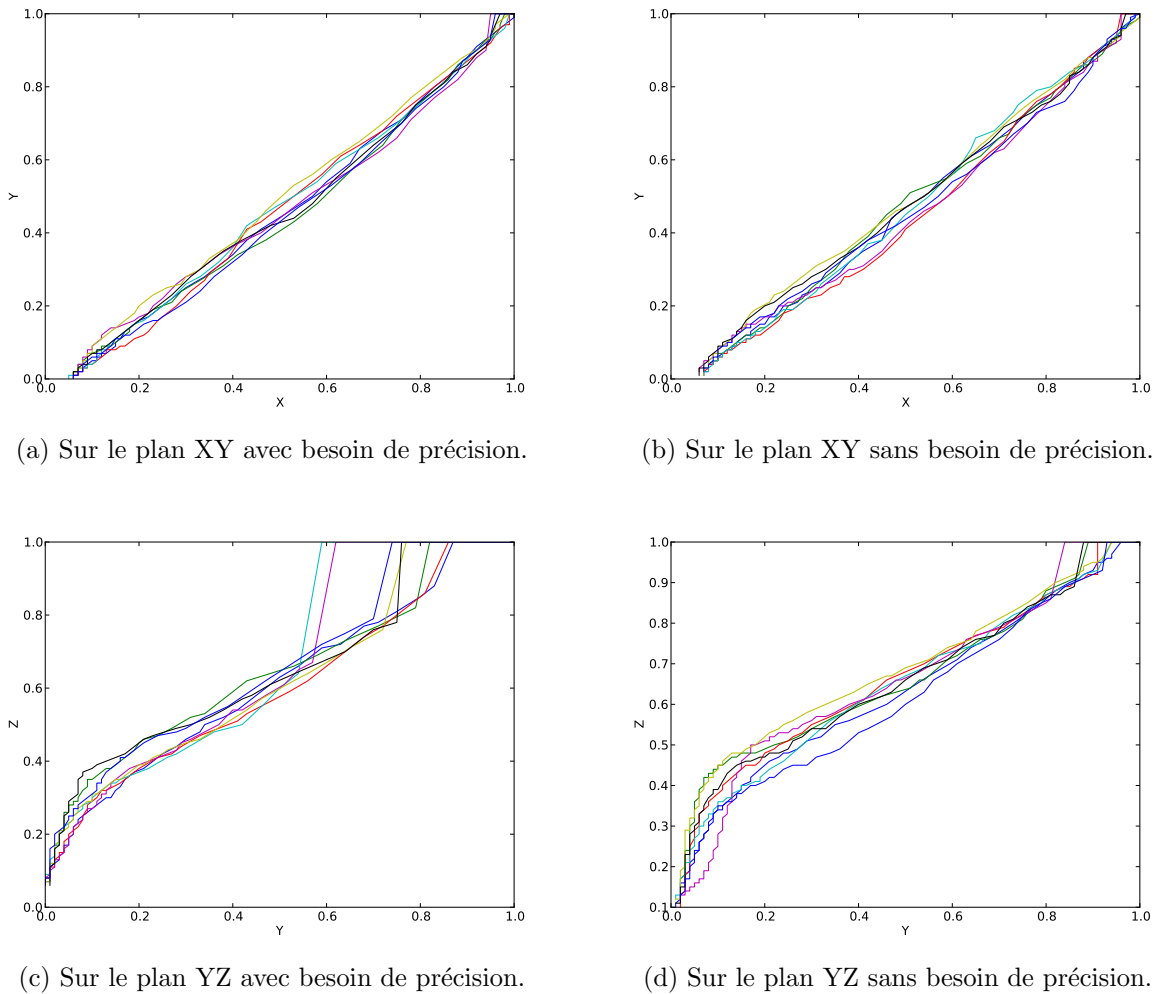 1.0
0.8
0.6
0.4
0.2
0.0
Y
0.0 0.2 0.4 0.6 0.8 1.0
X
(a) Sur le plan XY avec besoin de précision.
1.0
0.8
0.6
0.4
0.2
0.0
Y
0.0 0.2 0.4 0.6 0.8 1.0
X
(b) Sur le plan XY sans besoin de précision.
1.0
0.8
0.6
0.4
0.2
0.0
Z
0.0 0.2 0.4 0.6 0.8 1.0
Y
(c) Sur le plan YZ avec besoin de précision.
1.0
0.9
0.8
0.7
0.6
0.5
0.4
0.3
0.2
0.1
Z
0.0 0.2 0.4 0.6 0.8 1.0
Y
(d) Sur le plan YZ sans besoin de précision.